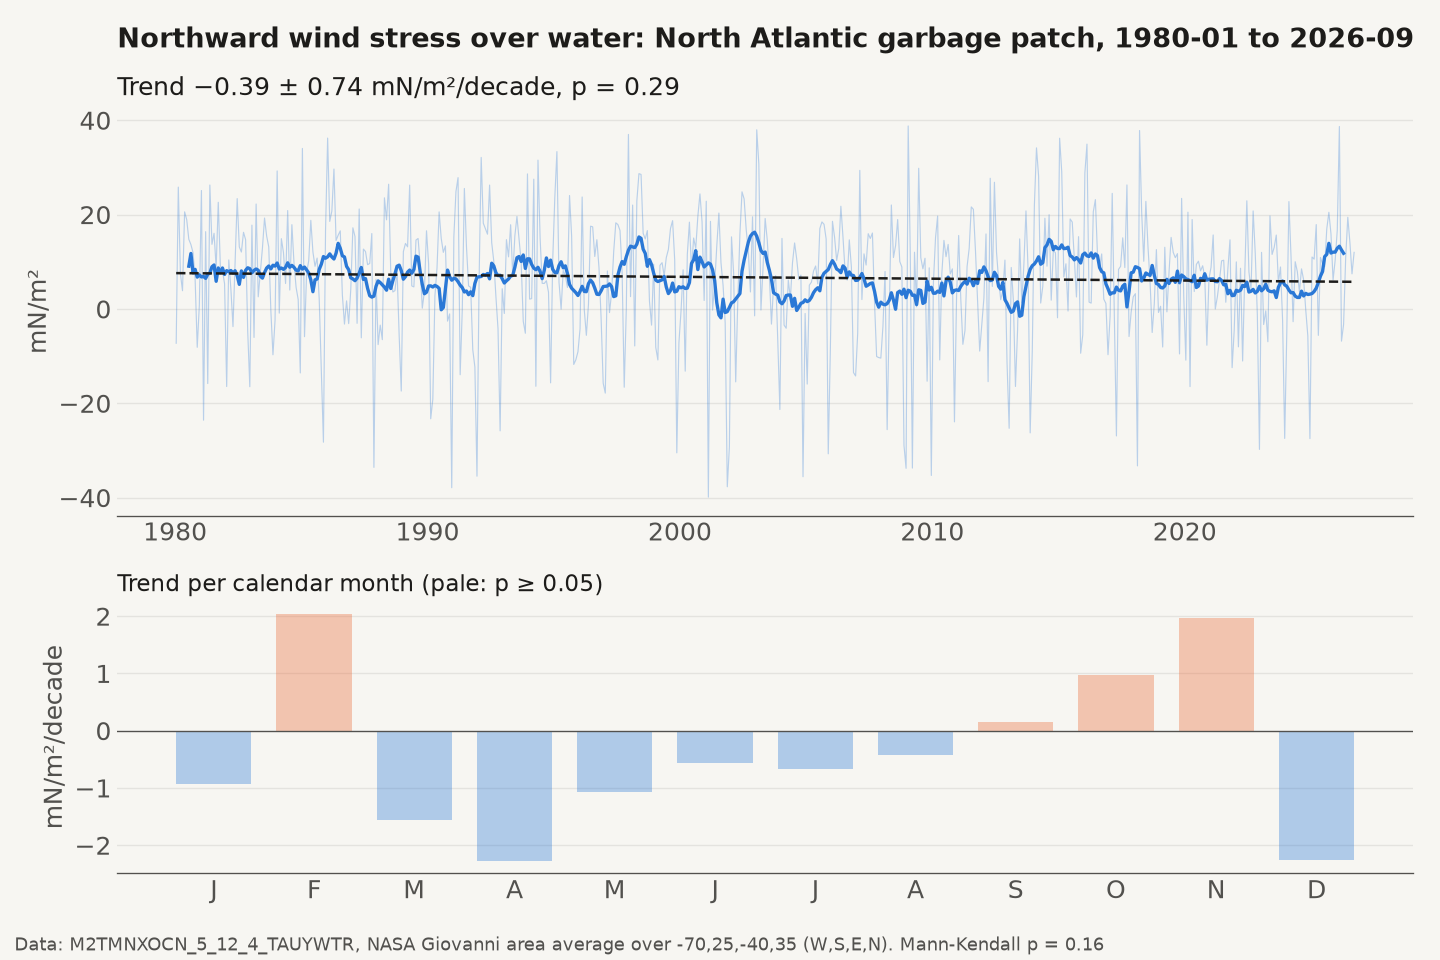 Northward wind stress over water: North Atlantic garbage patch, 1980-01 to 2026-09
Trend −0.39 ± 0.74 mN/m²/decade, p = 0.29
40
20
0
−20
−40
mN/m²
1980 1990 2000 2010 2020
Trend per calendar month (pale: p ≥ 0.05)
2
1
0
−1
−2
mN/m²/decade
J F M A M J J A S O N D
Data: M2TMNXOCN_5_12_4_TAUYWTR, NASA Giovanni area average over -70,25,-40,35 (W,S,E,N). Mann-Kendall p = 0.16